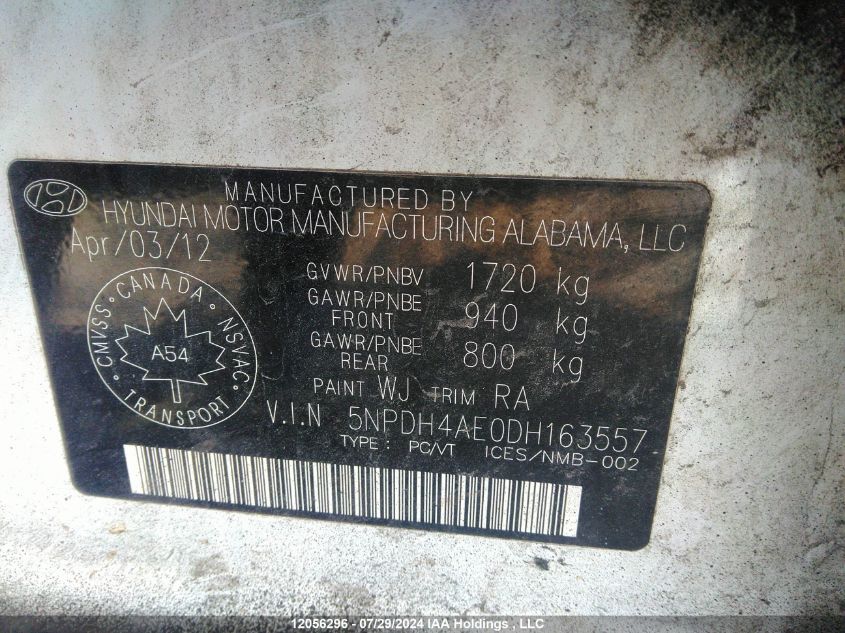 MANUFACTURED BY
HYUNDAI MOTOR MANUFACTURING ALABAMA, LLC
Apr/03/12
GVWR/PNBV 1720 kg
GAWR/PNBE FRONT 940 kg
GAWR/PNBE REAR 800 kg
CANADA · NSVAC · TRANSPORT · CMVSS ·
A54
PAINT WJ TRIM RA
V.I.N 5NPDH4AE0DH163557
TYPE : PC/VT ICES/NMB-002
12056296 - 07/29/2024 IAA Holdings , LLC